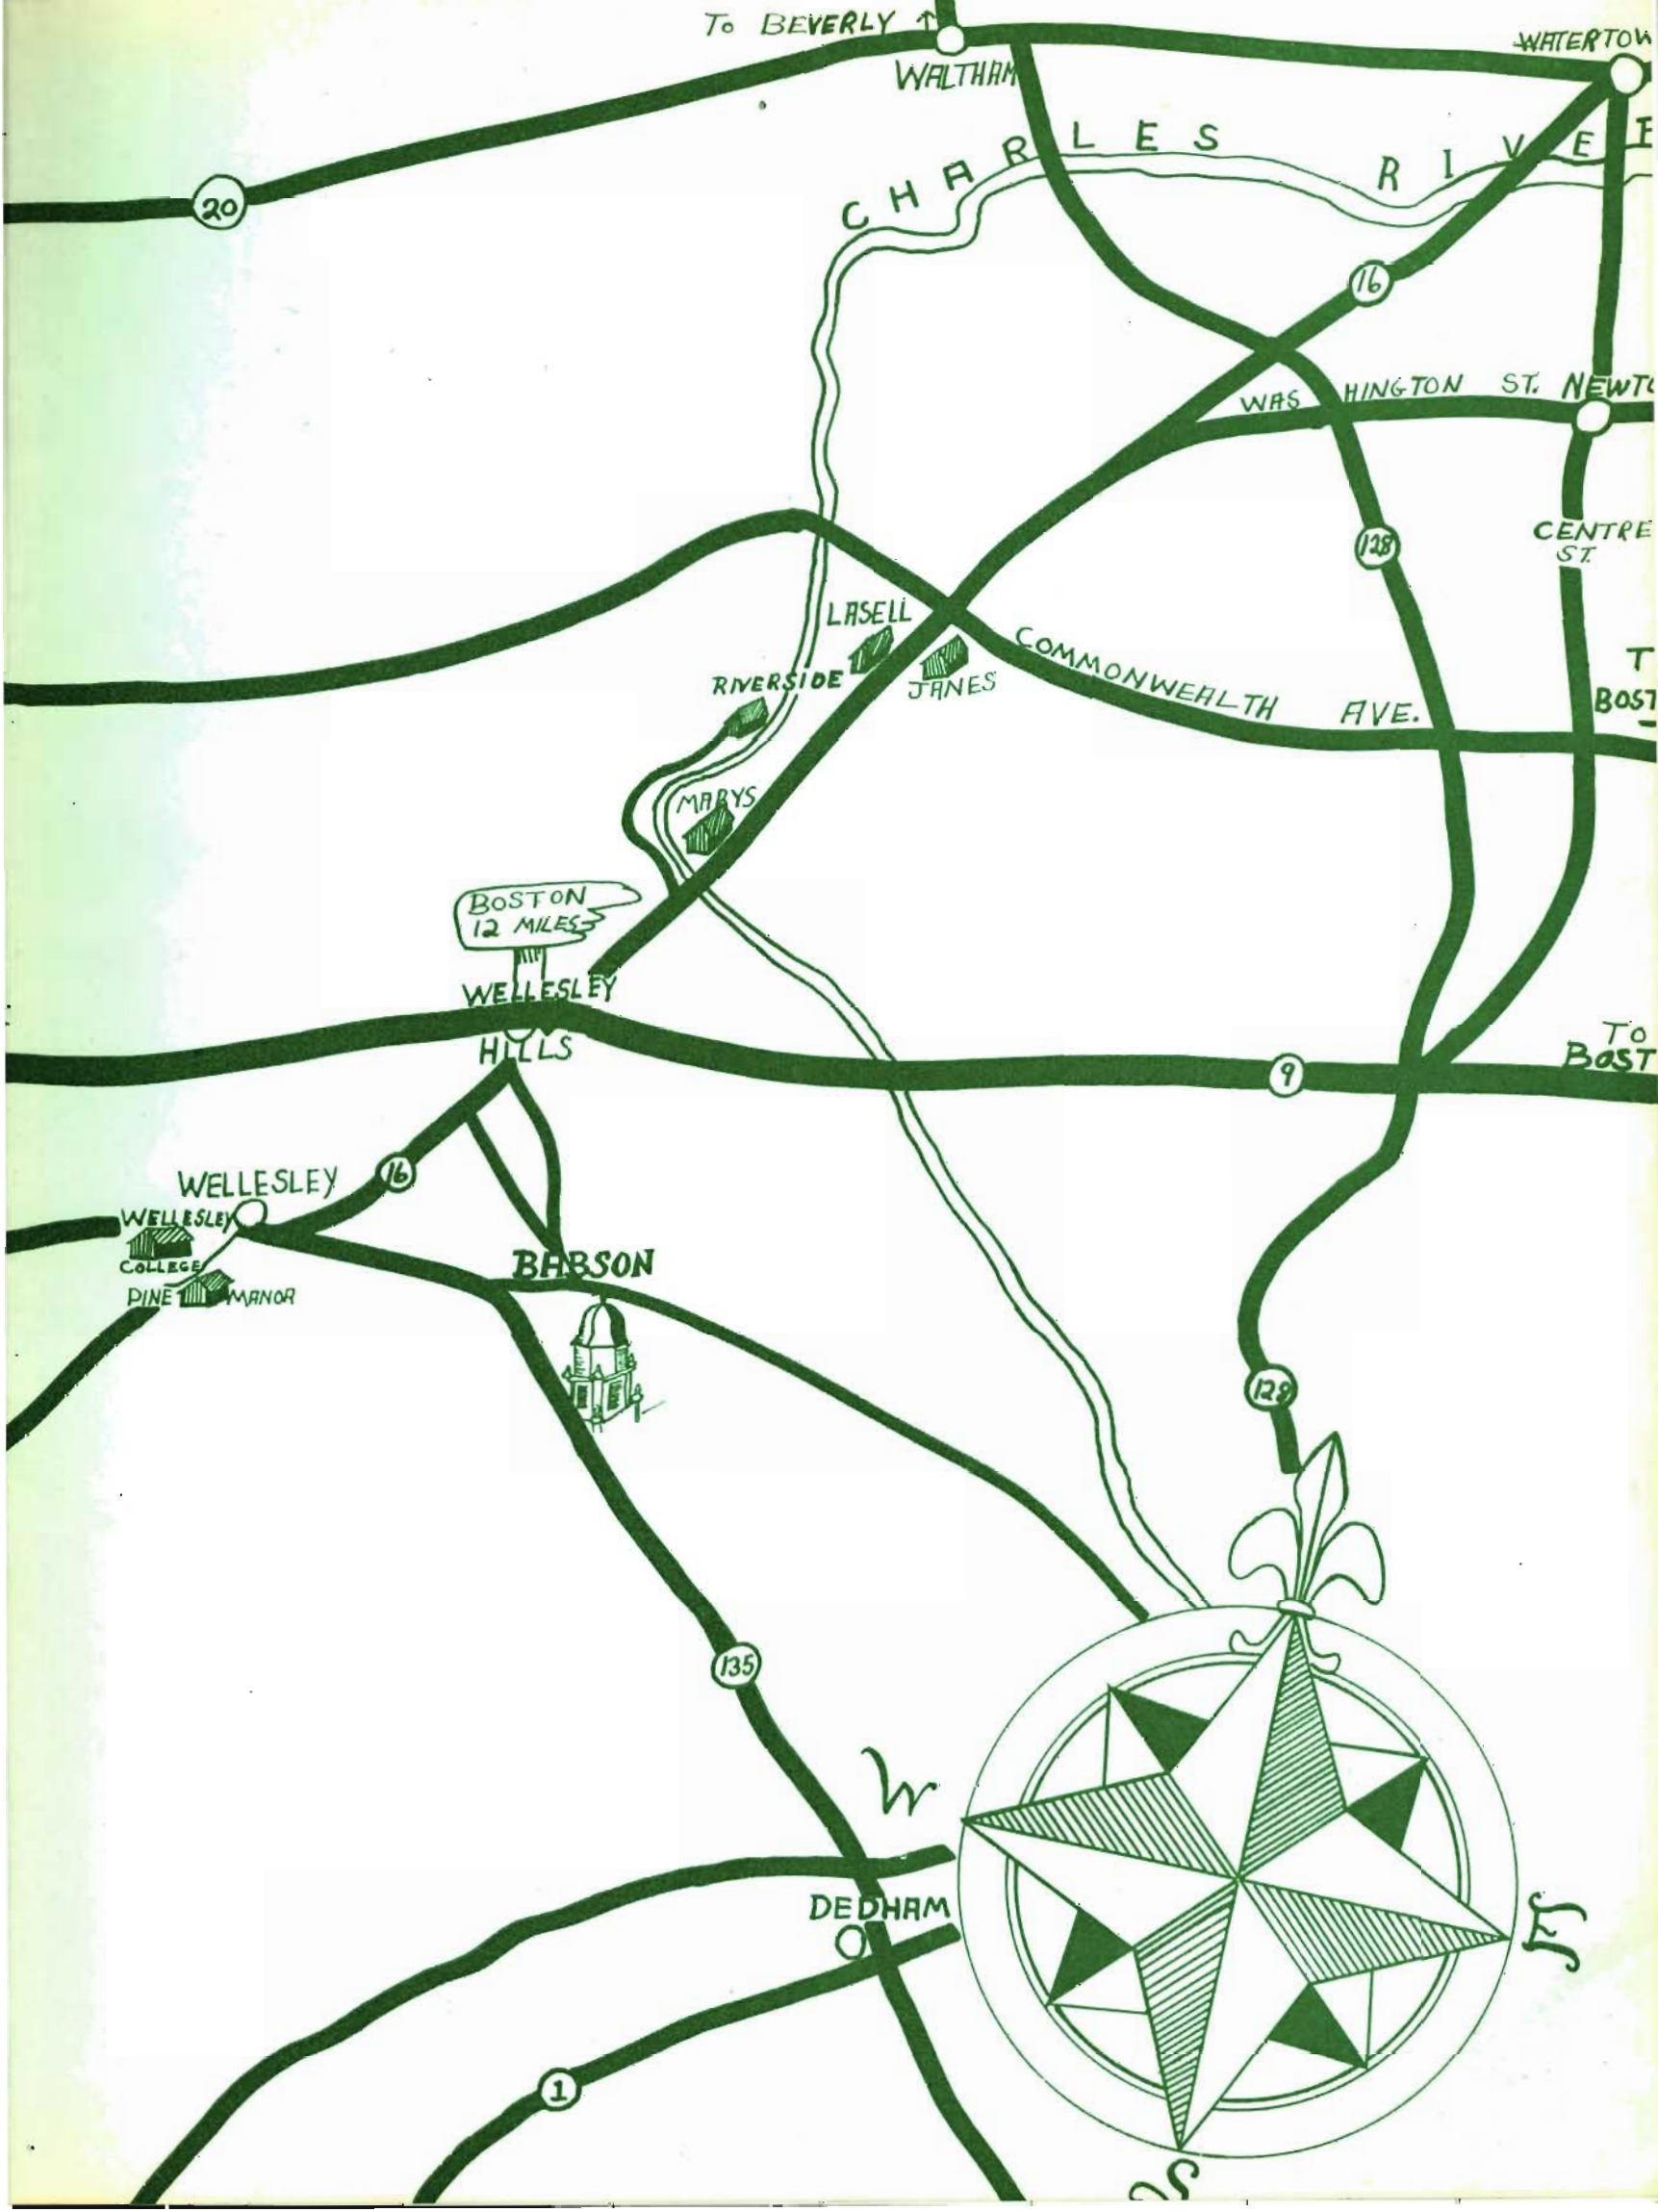 To BEVERLY ↑
WALTHAM
WATERTOW
CHARLES RIVE
20
16
WASHINGTON ST.
NEWTO
128
CENTRE
ST.
LASELL
JANES
COMMONWEALTH AVE.
T
BOST
RIVERSIDE
MARYS
BOSTON
12 MILES
WELLESLEY
HILLS
To
BOST
9
16
WELLESLEY
WELLESLEY
COLLEGE
PINE MANOR
BABSON
128
135
W
DEDHAM
E
1
S